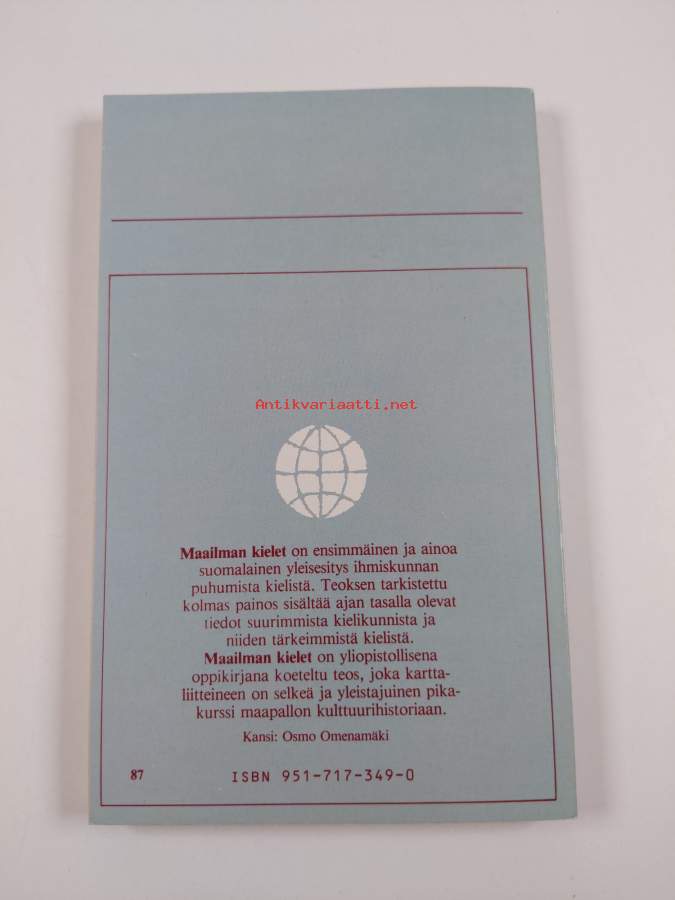 Antikvariaatti.net
Maailman kielet on ensimmäinen ja ainoa
suomalainen yleisesitys ihmiskunnan
puhumista kielistä. Teoksen tarkistettu
kolmas painos sisältää ajan tasalla olevat
tiedot suurimmista kielikunnista ja
niiden tärkeimmistä kielistä.
Maailman kielet on yliopistollisena
oppikirjana koeteltu teos, joka kartta-
liitteineen on selkeä ja yleistajuinen pika-
kurssi maapallon kulttuurihistoriaan.
Kansi: Osmo Omenamäki
87 ISBN 951-717-349-0